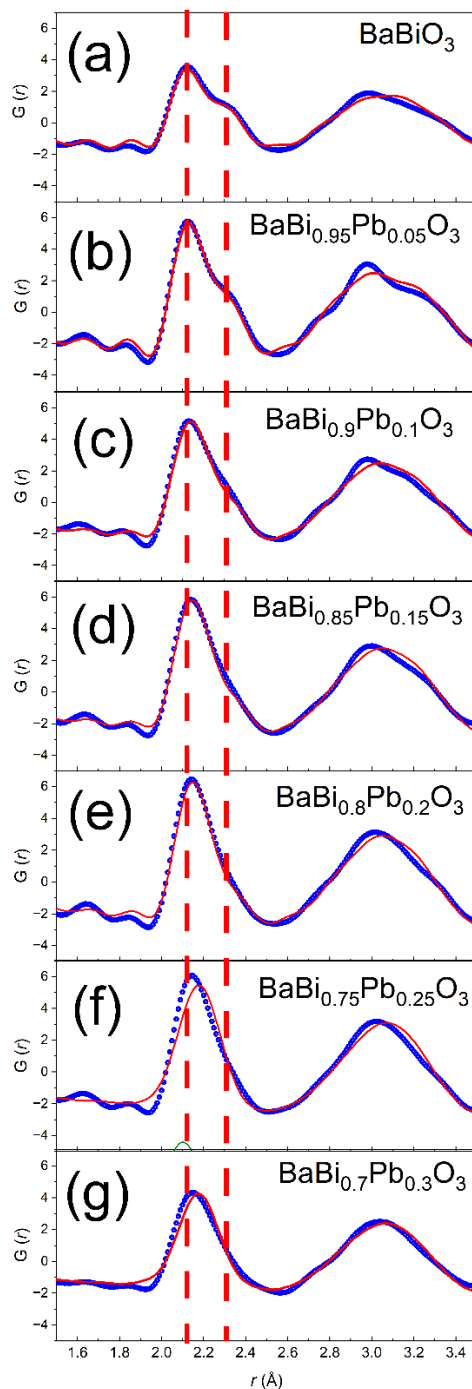 (a)
BaBiO₃
G (r)
6
4
2
0
−2
−4
(b)
BaBi₀.₉₅Pb₀.₀₅O₃
G (r)
6
4
2
0
−2
−4
(c)
BaBi₀.₉Pb₀.₁O₃
G (r)
6
4
2
0
−2
−4
(d)
BaBi₀.₈₅Pb₀.₁₅O₃
G (r)
6
4
2
0
−2
−4
(e)
BaBi₀.₈Pb₀.₂O₃
G (r)
6
4
2
0
−2
−4
(f)
BaBi₀.₇₅Pb₀.₂₅O₃
G (r)
6
4
2
0
−2
−4
(g)
BaBi₀.₇Pb₀.₃O₃
G (r)
6
4
2
0
−2
−4
1.6 1.8 2.0 2.2 2.4 2.6 2.8 3.0 3.2 3.4
r (Å)